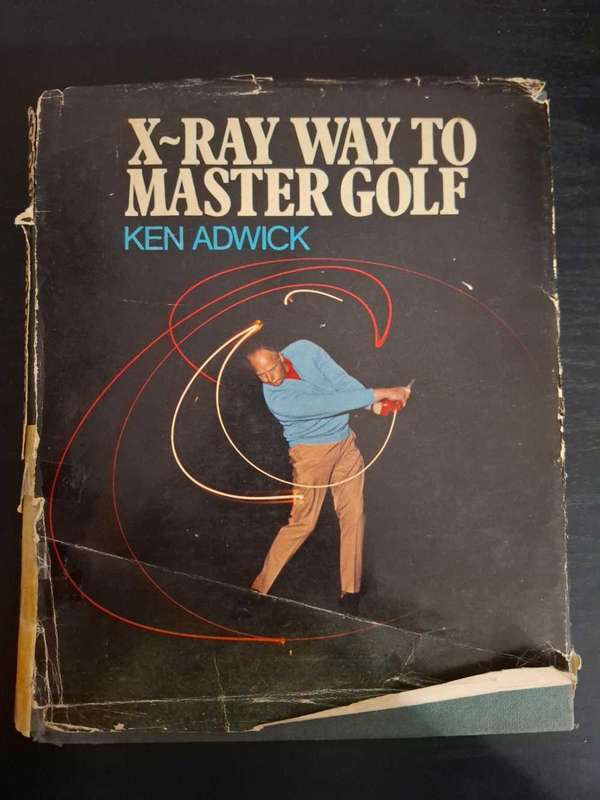 X~RAY WAY TO
MASTER GOLF
KEN ADWICK